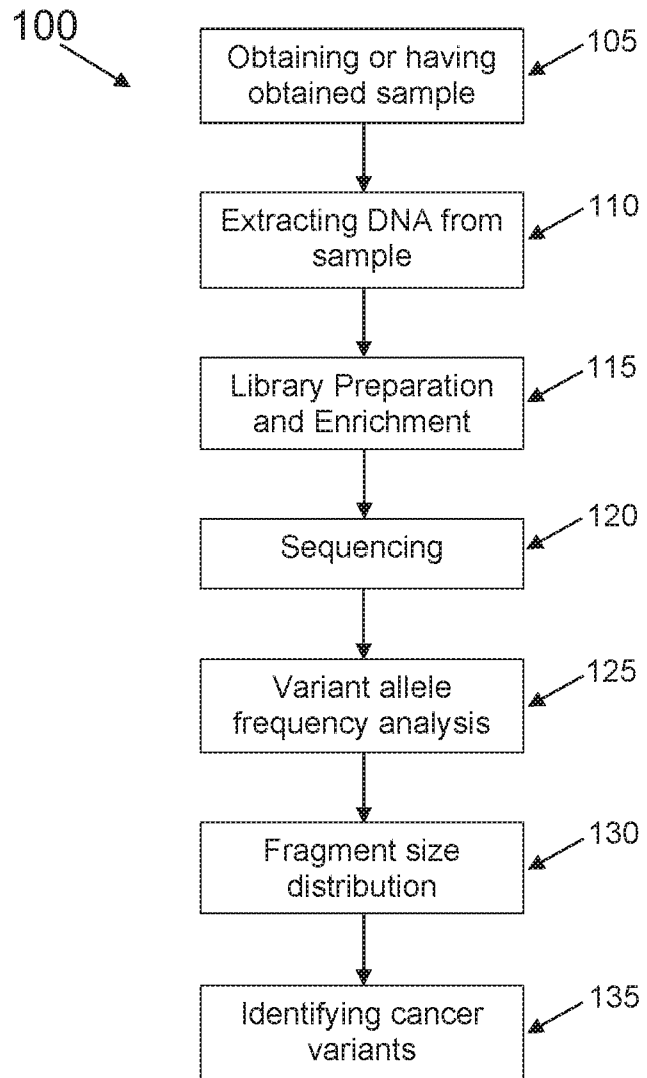 100
Obtaining or having
obtained sample
105
Extracting DNA from
sample
110
Library Preparation
and Enrichment
115
Sequencing
120
Variant allele
frequency analysis
125
Fragment size
distribution
130
Identifying cancer
variants
135